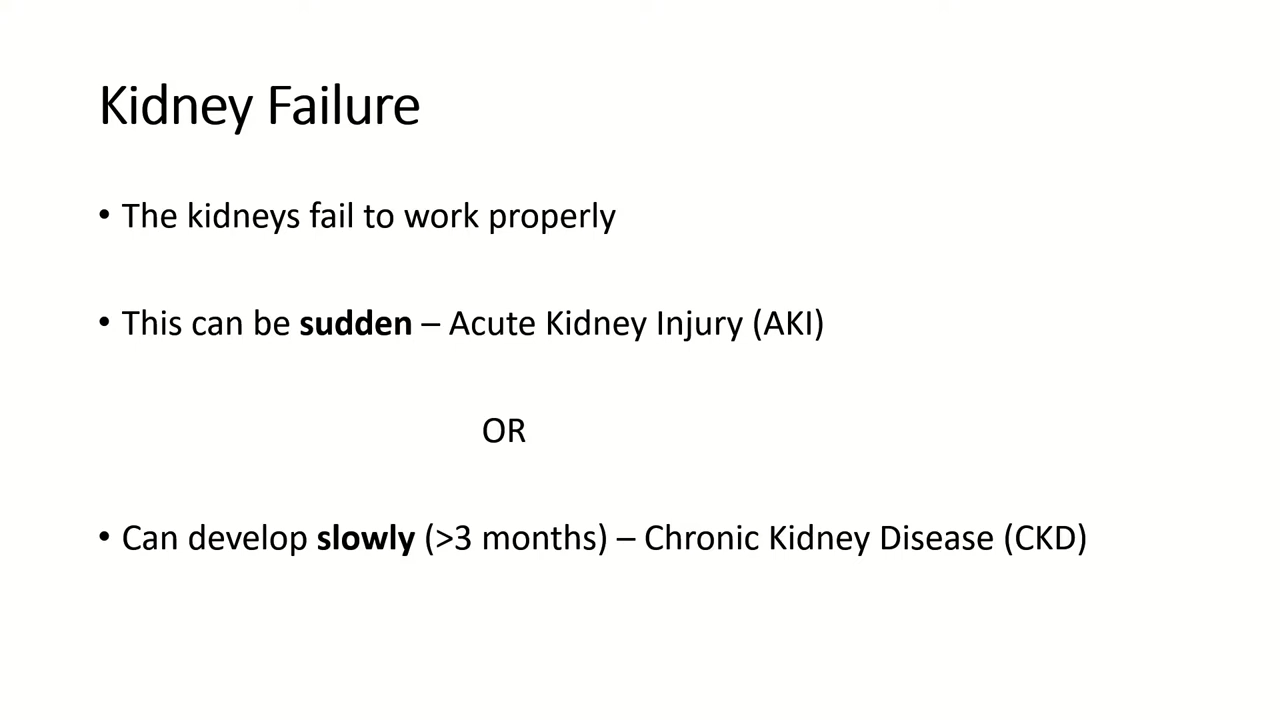 Kidney Failure
• The kidneys fail to work properly
• This can be sudden – Acute Kidney Injury (AKI)
OR
• Can develop slowly (>3 months) – Chronic Kidney Disease (CKD)